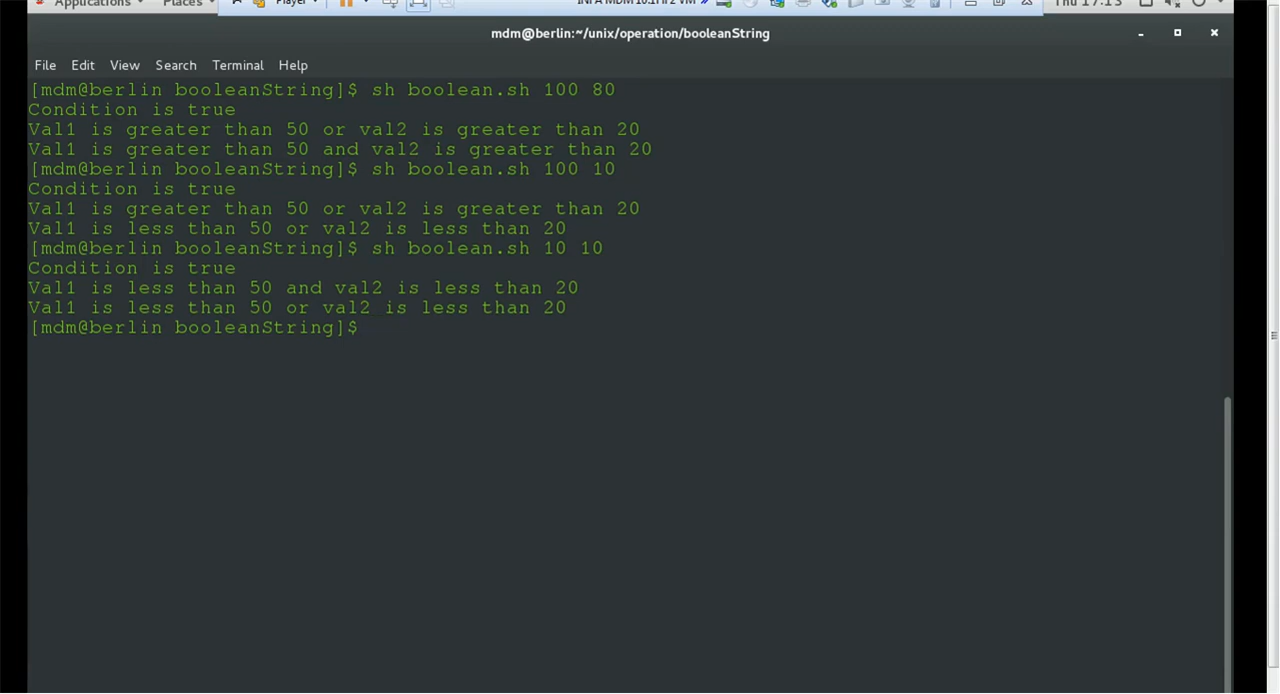 Applications Places Player INFA MDM 10.1HF2 VM Thu 17:13
mdm@berlin:~/unix/operation/booleanString
File Edit View Search Terminal Help
[mdm@berlin booleanString]$ sh boolean.sh 100 80
Condition is true
Val1 is greater than 50 or val2 is greater than 20
Val1 is greater than 50 and val2 is greater than 20
[mdm@berlin booleanString]$ sh boolean.sh 100 10
Condition is true
Val1 is greater than 50 or val2 is greater than 20
Val1 is less than 50 or val2 is less than 20
[mdm@berlin booleanString]$ sh boolean.sh 10 10
Condition is true
Val1 is less than 50 and val2 is less than 20
Val1 is less than 50 or val2 is less than 20
[mdm@berlin booleanString]$